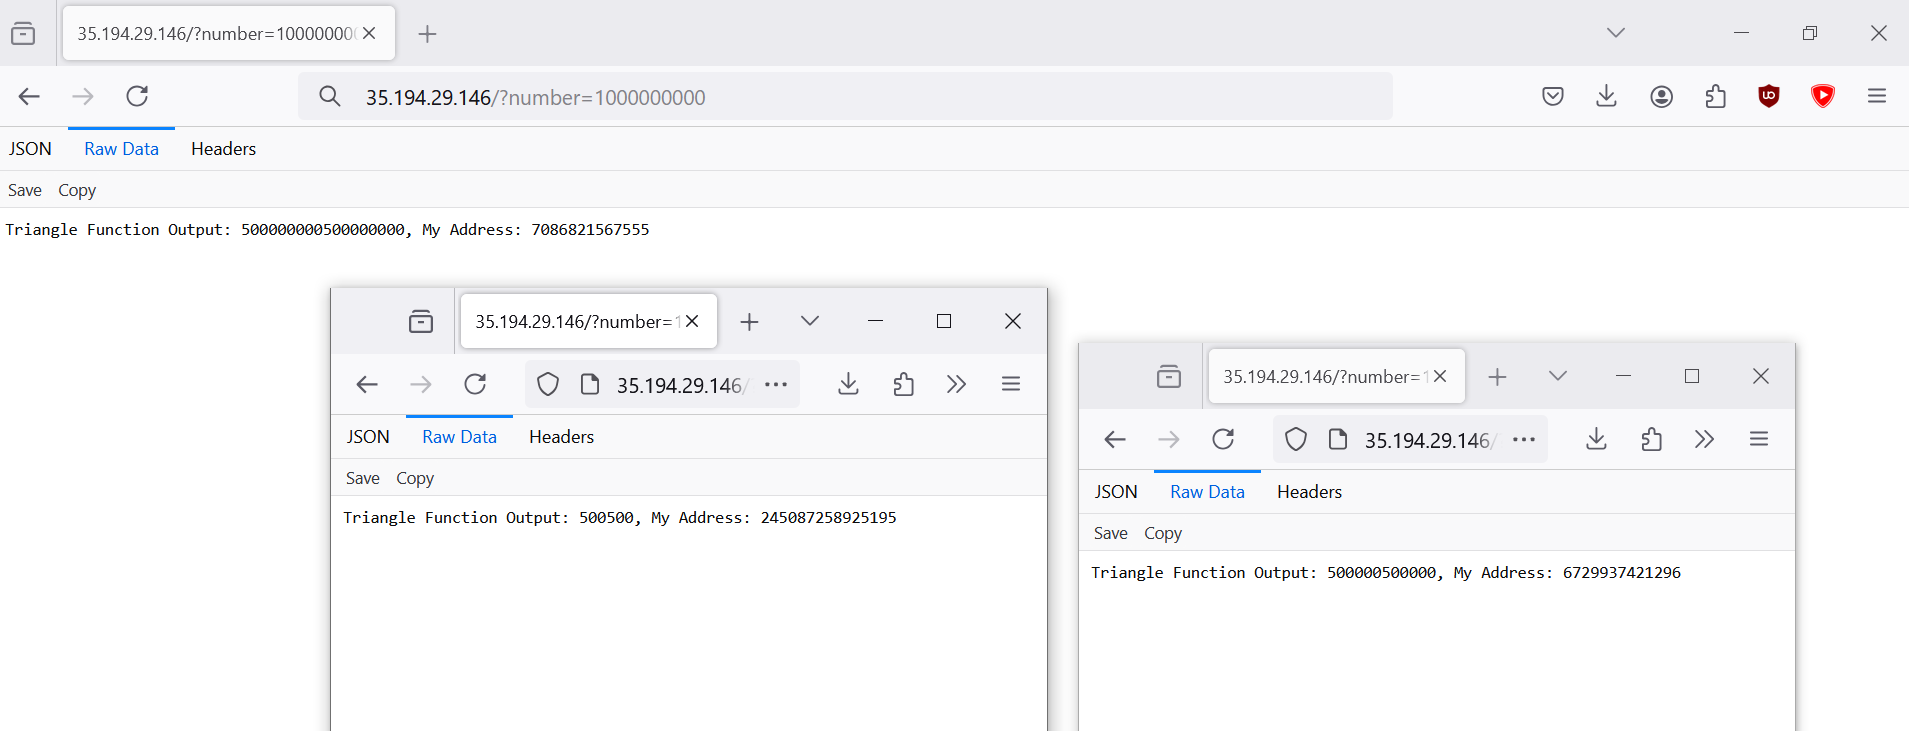 35.194.29.146/?number=100000000
35.194.29.146/?number=1000000000
JSON Raw Data Headers
Save Copy
Triangle Function Output: 500000000500000000, My Address: 7086821567555
35.194.29.146/?number=1
35.194.29.146/
JSON Raw Data Headers
Save Copy
Triangle Function Output: 500500, My Address: 245087258925195
35.194.29.146/?number=1
35.194.29.146/
JSON Raw Data Headers
Save Copy
Triangle Function Output: 500000500000, My Address: 6729937421296